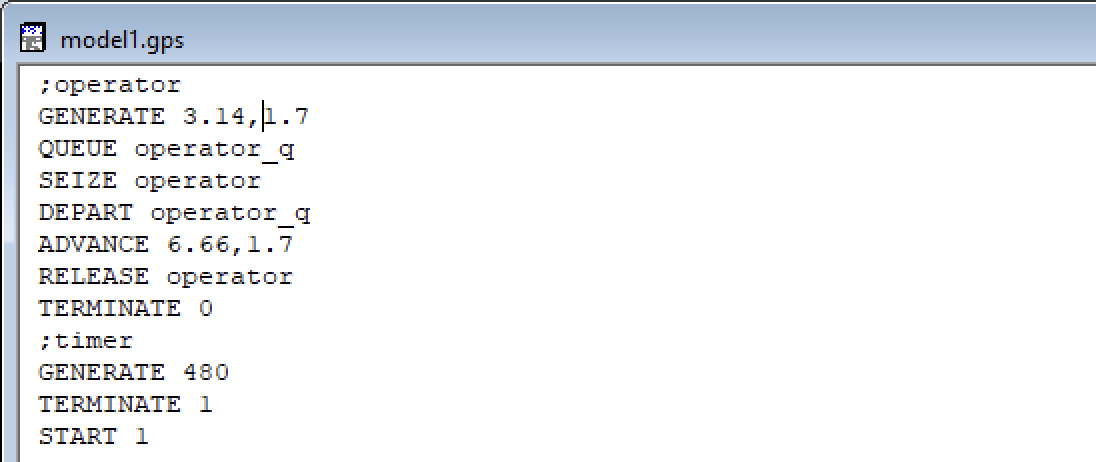 model1.gps
;operator
GENERATE 3.14,1.7
QUEUE operator_q
SEIZE operator
DEPART operator_q
ADVANCE 6.66,1.7
RELEASE operator
TERMINATE 0
;timer
GENERATE 480
TERMINATE 1
START 1